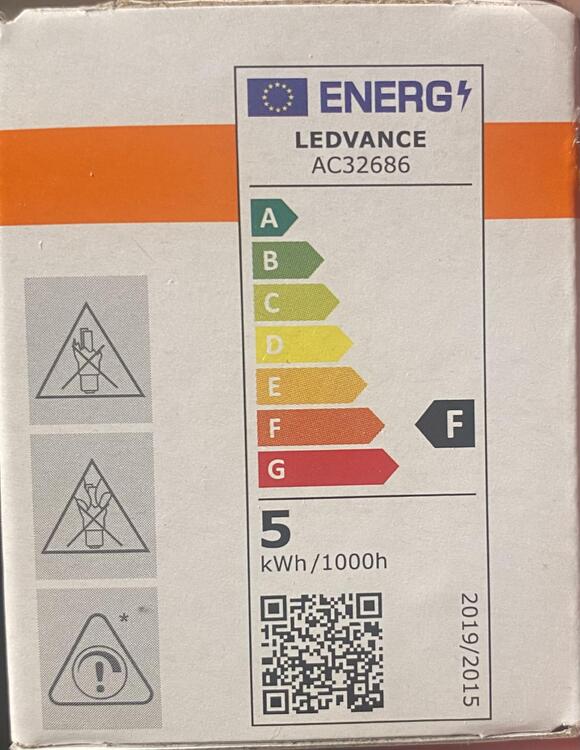 ENERG
LEDVANCE
AC32686
A
B
C
D
E
F
F
G
5
kWh/1000h
2019/2015
*